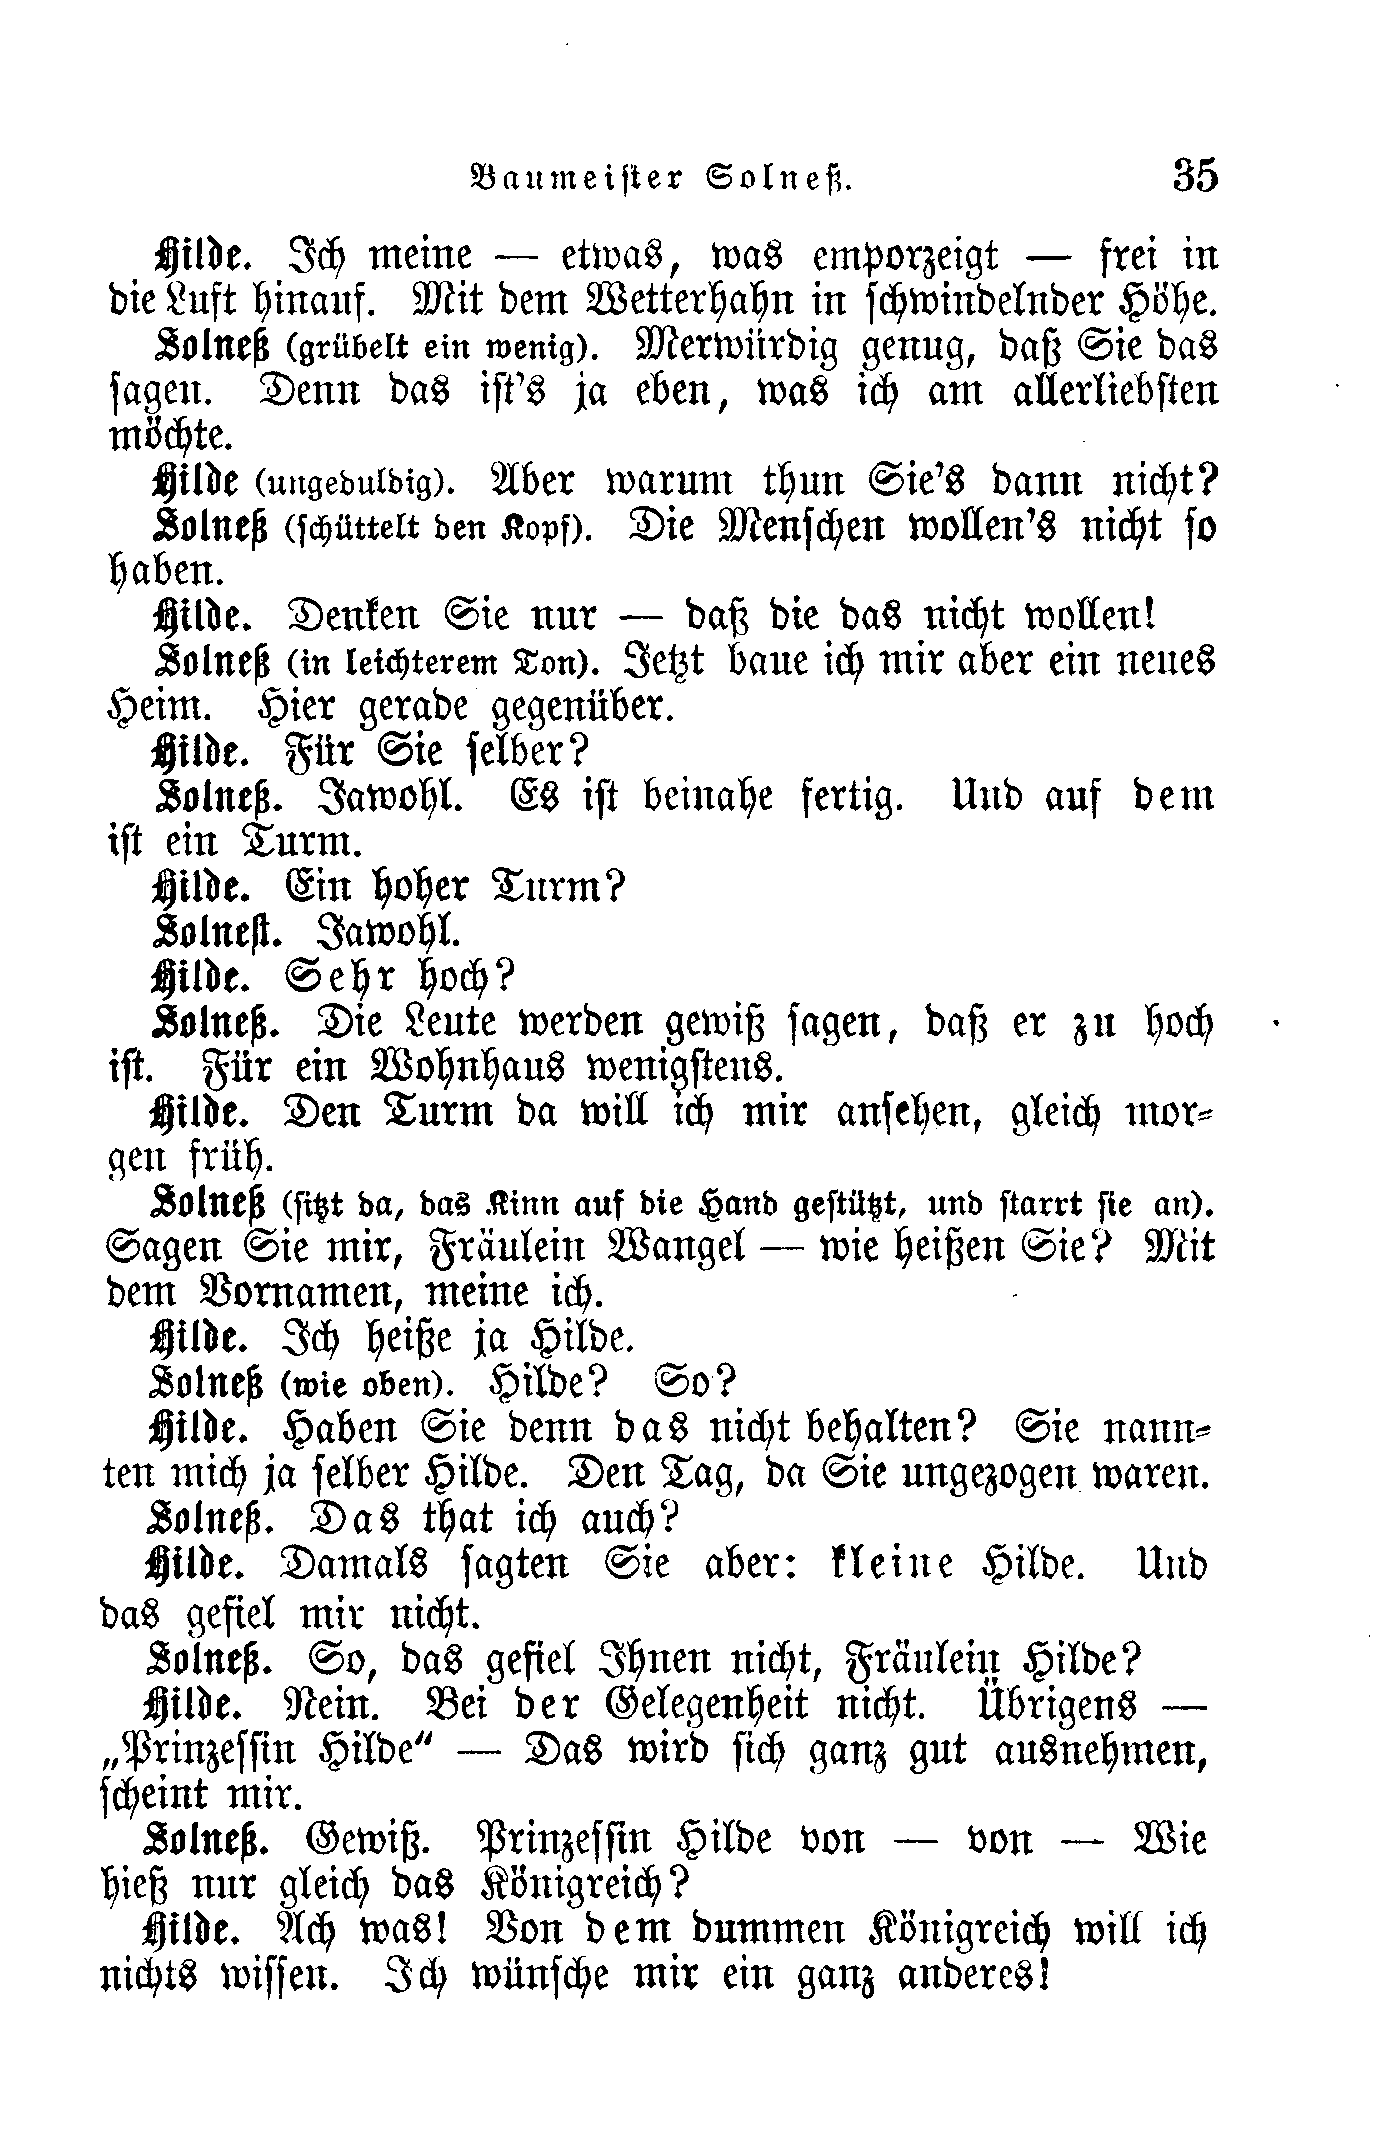 Baumeister Solneß. 35
Hilde. Ich meine — etwas, was emporzeigt — frei in
die Luft hinauf. Mit dem Wetterhahn in schwindelnder Höhe.
Solneß (grübelt ein wenig). Merwürdig genug, daß Sie das
sagen. Denn das ist's ja eben, was ich am allerliebsten
möchte.
Hilde (ungeduldig). Aber warum thun Sie's dann nicht?
Solneß (schüttelt den Kopf). Die Menschen wollen's nicht so
haben.
Hilde. Denken Sie nur — daß die das nicht wollen!
Solneß (in leichterem Ton). Jetzt baue ich mir aber ein neues
Heim. Hier gerade gegenüber.
Hilde. Für Sie selber?
Solneß. Jawohl. Es ist beinahe fertig. Und auf dem
ist ein Turm.
Hilde. Ein hoher Turm?
Solnest. Jawohl.
Hilde. Sehr hoch?
Solneß. Die Leute werden gewiß sagen, daß er zu hoch
ist. Für ein Wohnhaus wenigstens.
Hilde. Den Turm da will ich mir ansehen, gleich mor-
gen früh.
Solneß (sitzt da, das Kinn auf die Hand gestützt, und starrt sie an).
Sagen Sie mir, Fräulein Wangel — wie heißen Sie? Mit
dem Vornamen, meine ich.
Hilde. Ich heiße ja Hilde.
Solneß (wie oben). Hilde? So?
Hilde. Haben Sie denn das nicht behalten? Sie nann-
ten mich ja selber Hilde. Den Tag, da Sie ungezogen waren.
Solneß. Das that ich auch?
Hilde. Damals sagten Sie aber: kleine Hilde. Und
das gefiel mir nicht.
Solneß. So, das gefiel Ihnen nicht, Fräulein Hilde?
Hilde. Nein. Bei der Gelegenheit nicht. Übrigens —
„Prinzessin Hilde“ — Das wird sich ganz gut ausnehmen,
scheint mir.
Solneß. Gewiß. Prinzessin Hilde von — von — Wie
hieß nur gleich das Königreich?
Hilde. Ach was! Von dem dummen Königreich will ich
nichts wissen. Ich wünsche mir ein ganz anderes!